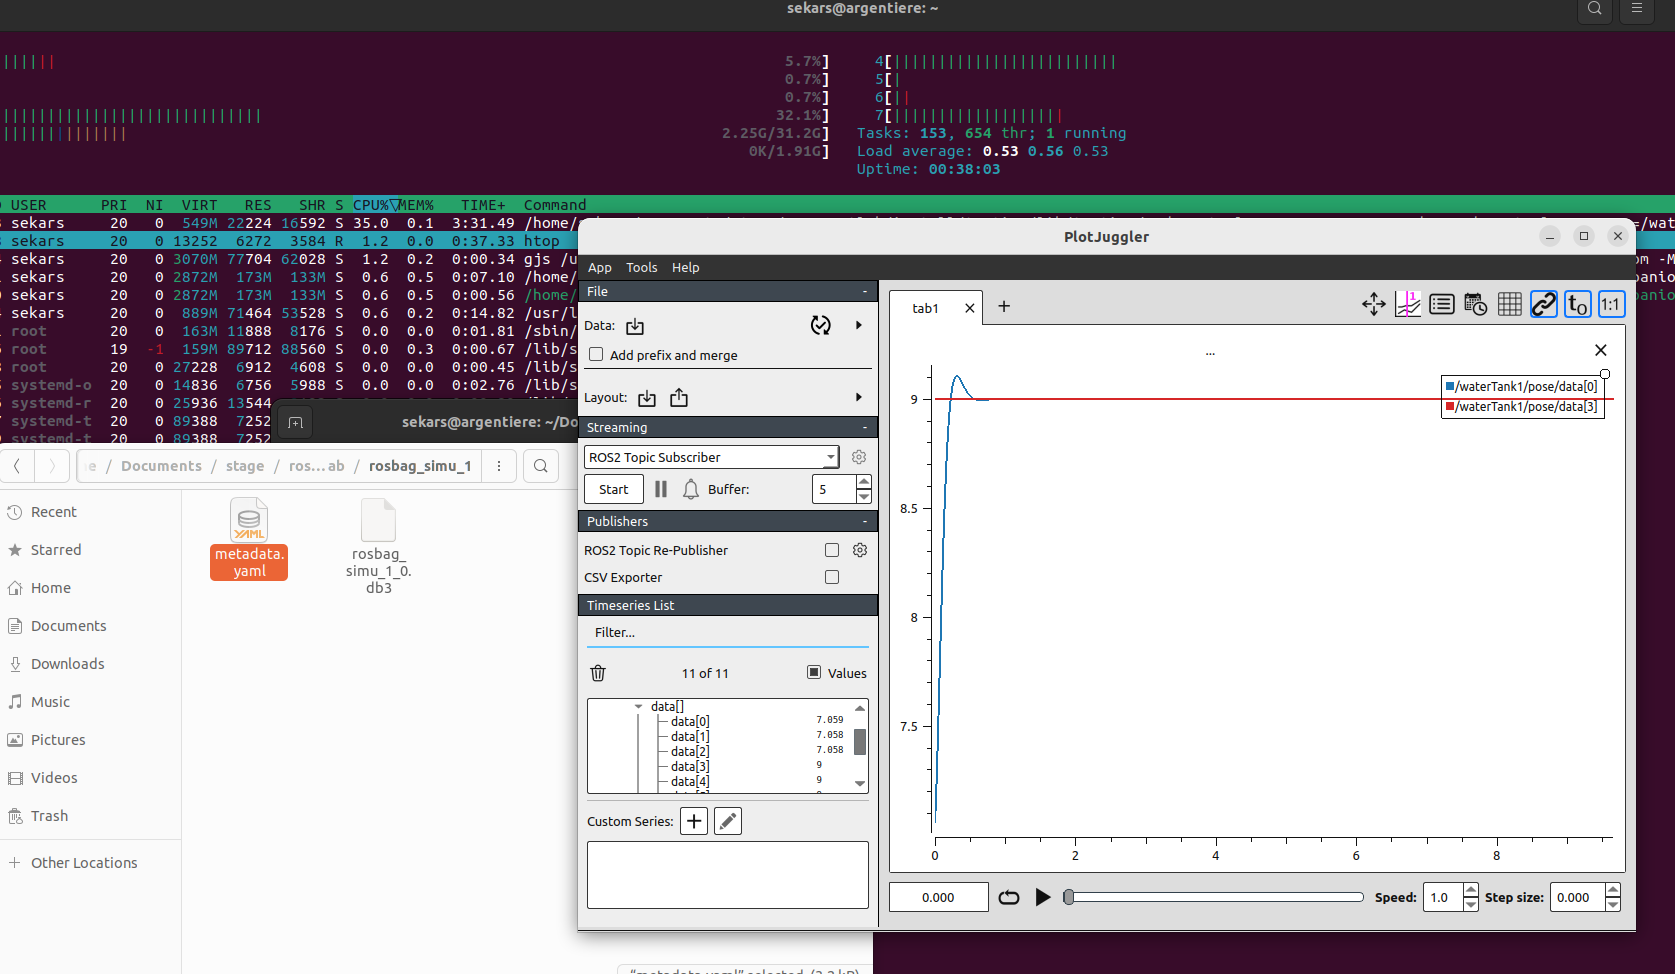 sekars@argentiere: ~
5.7%] 4[
0.7%] 5[
0.7%] 6[
32.1%] 7[
2.25G/31.2G] Tasks: 153, 654 thr; 1 running
0K/1.91G] Load average: 0.53 0.56 0.53
Uptime: 00:38:03
USER PRI NI VIRT RES SHR S CPU%▽MEM% TIME+ Command
sekars 20 0 549M 22224 16592 S 35.0 0.1 3:31.49 /home/
=/wat
sekars 20 0 13252 6272 3584 R 1.2 0.0 0:37.33 htop
sekars 20 0 3070M 77704 62028 S 1.2 0.2 0:00.34 gjs /u
om -M
sekars 20 0 2872M 173M 133M S 0.6 0.5 0:07.10 /home/
panio
sekars 20 0 2872M 173M 133M S 0.6 0.5 0:00.56 /home/
panio
sekars 20 0 889M 71464 53528 S 0.6 0.2 0:14.82 /usr/l
root 20 0 163M 11888 8176 S 0.0 0.0 0:01.81 /sbin/
root 19 -1 159M 89712 88560 S 0.0 0.3 0:00.67 /lib/s
root 20 0 27228 6912 4608 S 0.0 0.0 0:00.45 /lib/s
systemd-o 20 0 14836 6756 5988 S 0.0 0.0 0:02.76 /lib/s
systemd-r 20 0 25936 13544
systemd-t 20 0 89388 7252
systemd-t 20 0 89388 7252
sekars@argentiere: ~/Do
e / Documents / stage / ros…ab / rosbag_simu_1
Recent
Starred
Home
Documents
Downloads
Music
Pictures
Videos
Trash
Other Locations
YAML
metadata.
yaml
rosbag_
simu_1_0.
db3
PlotJuggler
App Tools Help
File -
Data:
Add prefix and merge
Layout:
Streaming -
ROS2 Topic Subscriber
Start Buffer: 5
Publishers -
ROS2 Topic Re-Publisher
CSV Exporter
Timeseries List
Filter...
11 of 11 Values
data[]
data[0] 7.059
data[1] 7.058
data[2] 7.058
data[3] 9
data[4] 9
Custom Series:
tab1
1 t0 1:1
...
/waterTank1/pose/data[0]
/waterTank1/pose/data[3]
9
8.5
8
7.5
0 2 4 6 8
0.000 Speed: 1.0 Step size: 0.000